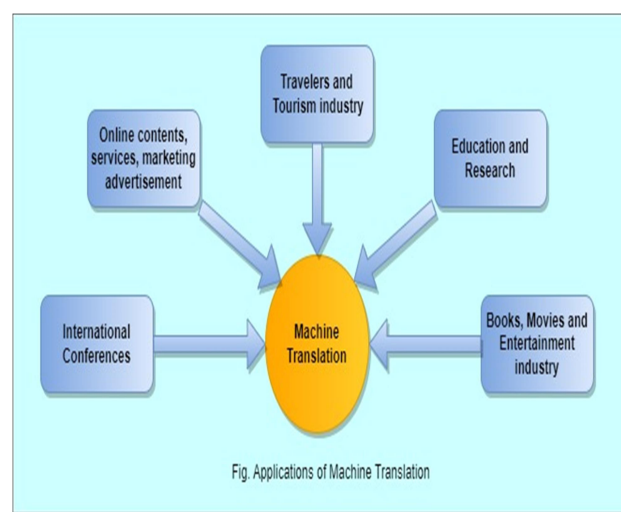 Travelers and
Tourism industry
Online contents,
services, marketing
advertisement
Education and
Research
International
Conferences
Machine
Translation
Books, Movies and
Entertainment
industry
Fig. Applications of Machine Translation